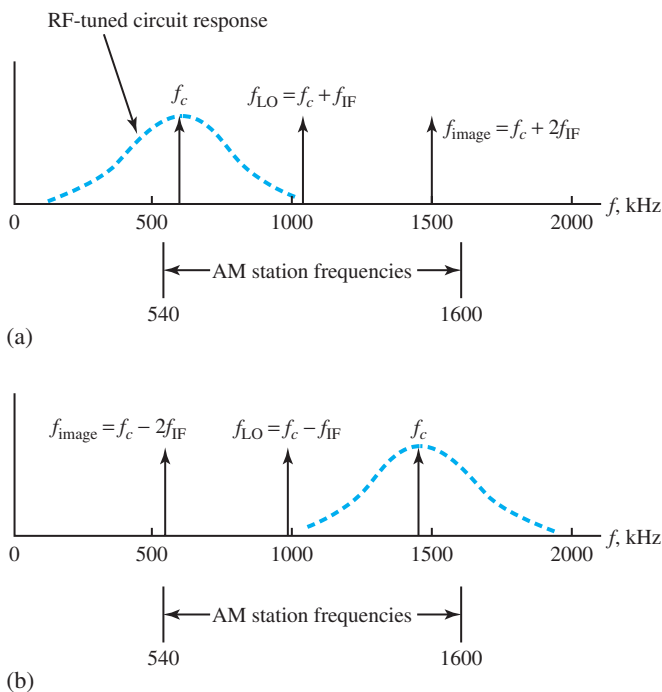 RF-tuned circuit response
f_c
f_LO = f_c + f_IF
f_image = f_c + 2f_IF
0 500 1000 1500 2000 f, kHz
AM station frequencies
540 1600
(a)
f_image = f_c − 2f_IF
f_LO = f_c − f_IF
f_c
0 500 1000 1500 2000 f, kHz
AM station frequencies
540 1600
(b)